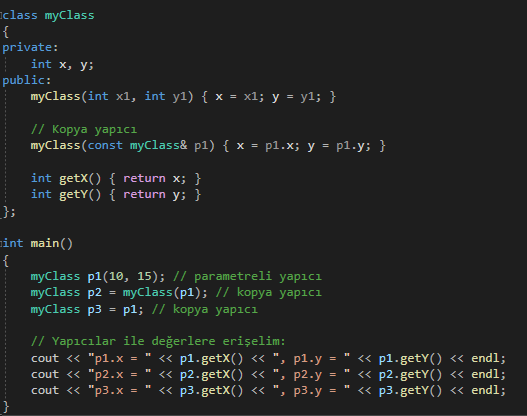 class myClass
{
private:
    int x, y;
public:
    myClass(int x1, int y1) { x = x1; y = y1; }
    // Kopya yapıcı
    myClass(const myClass& p1) { x = p1.x; y = p1.y; }
    int getX() { return x; }
    int getY() { return y; }
};
int main()
{
    myClass p1(10, 15); // parametreli yapıcı
    myClass p2 = myClass(p1); // kopya yapıcı
    myClass p3 = p1; // kopya yapıcı
    // Yapıcılar ile değerlere erişelim:
    cout << "p1.x = " << p1.getX() << ", p1.y = " << p1.getY() << endl;
    cout << "p2.x = " << p2.getX() << ", p2.y = " << p2.getY() << endl;
    cout << "p3.x = " << p3.getX() << ", p3.y = " << p3.getY() << endl;
}